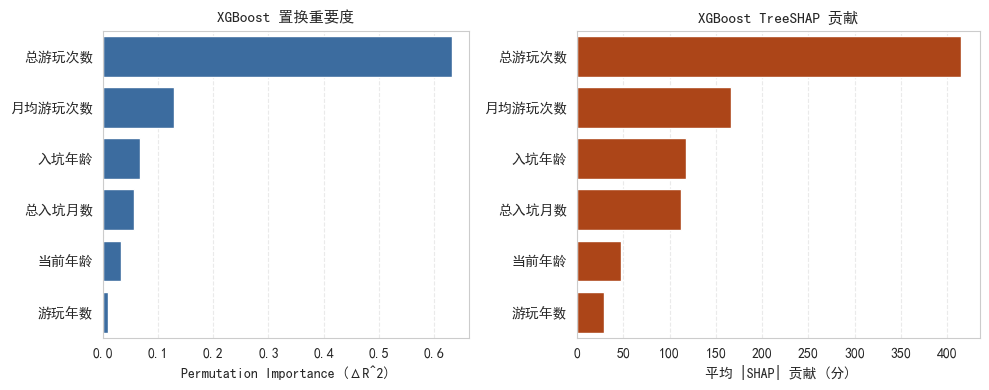 XGBoost 置换重要度
总游玩次数
月均游玩次数
入坑年龄
总入坑月数
当前年龄
游玩年数
0.0 0.1 0.2 0.3 0.4 0.5 0.6
Permutation Importance (ΔR^2)
XGBoost TreeSHAP 贡献
总游玩次数
月均游玩次数
入坑年龄
总入坑月数
当前年龄
游玩年数
0 50 100 150 200 250 300 350 400
平均 |SHAP| 贡献 (分)